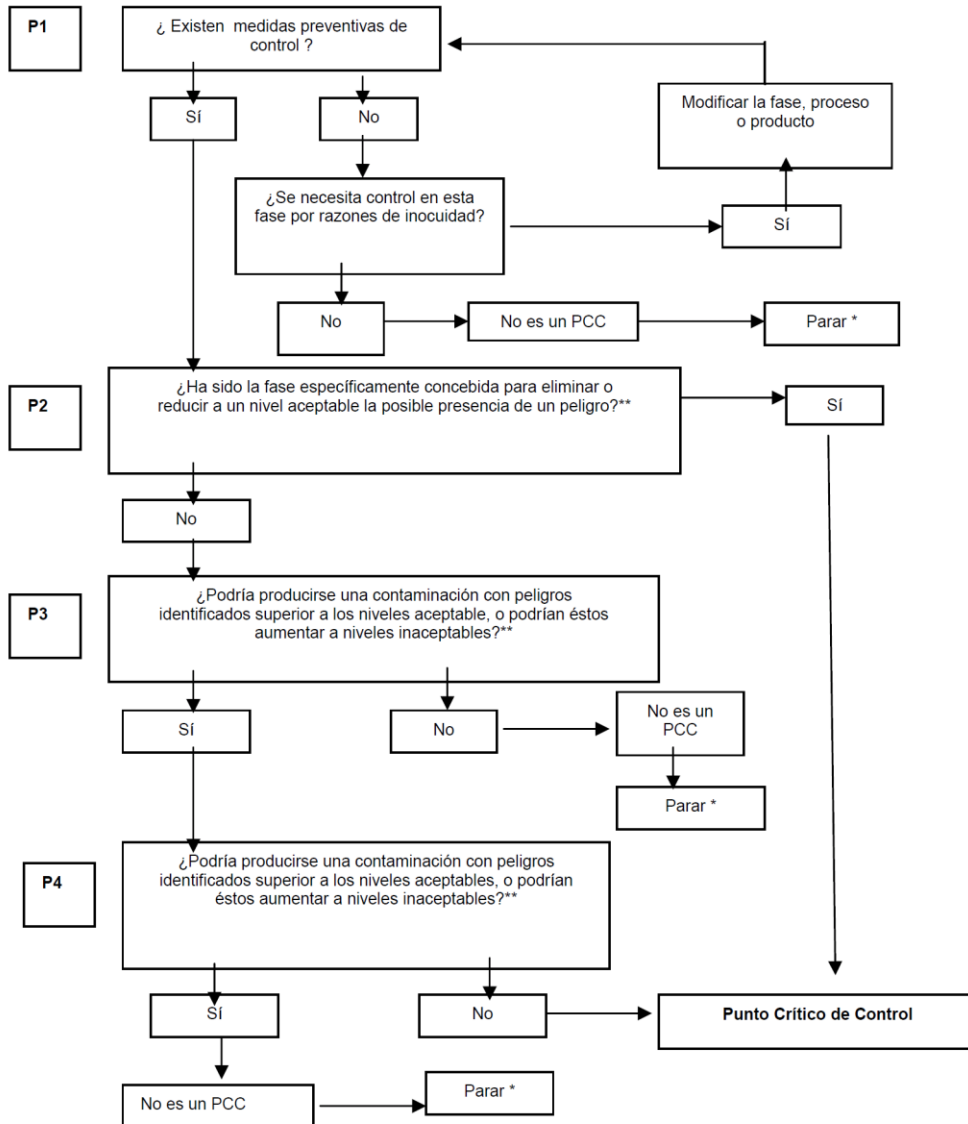 P1
¿ Existen medidas preventivas de
control ?
Modificar la fase, proceso
o producto
Sí
No
¿Se necesita control en esta
fase por razones de inocuidad?
Sí
No
No es un PCC
Parar *
P2
¿Ha sido la fase específicamente concebida para eliminar o
reducir a un nivel aceptable la posible presencia de un peligro?**
Sí
No
P3
¿Podría producirse una contaminación con peligros
identificados superior a los niveles aceptable, o podrían éstos
aumentar a niveles inaceptables?**
Sí
No
No es un
PCC
Parar *
P4
¿Podría producirse una contaminación con peligros
identificados superior a los niveles aceptables, o podrían
éstos aumentar a niveles inaceptables?**
Sí
No
Punto Crítico de Control
No es un PCC
Parar *